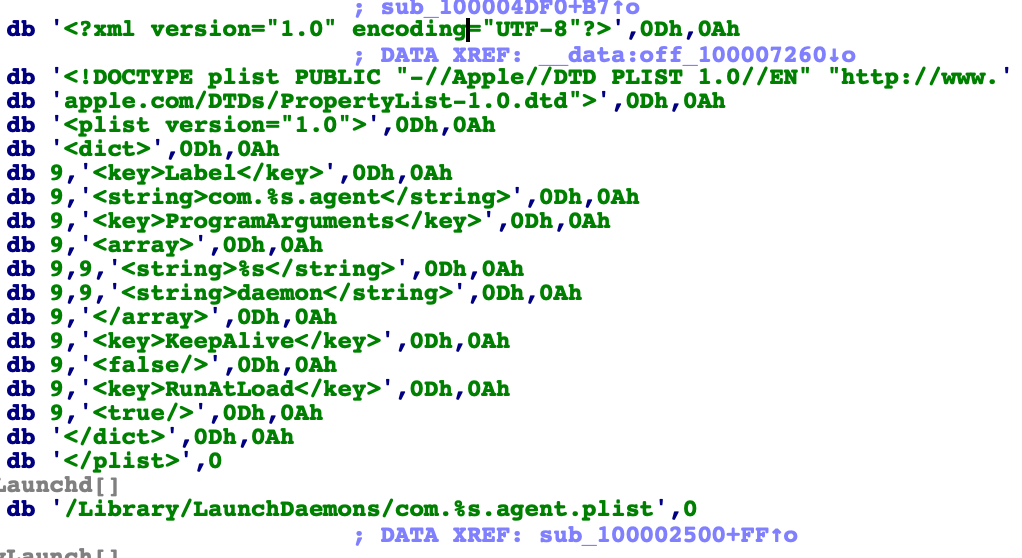 ; sub_100004DF0+B7↑o
db '<?xml version="1.0" encoding="UTF-8"?>',0Dh,0Ah
; DATA XREF: __data:off_100007260↓o
db '<!DOCTYPE plist PUBLIC "-//Apple//DTD PLIST 1.0//EN" "http://www.'
db 'apple.com/DTDs/PropertyList-1.0.dtd">',0Dh,0Ah
db '<plist version="1.0">',0Dh,0Ah
db '<dict>',0Dh,0Ah
db 9,'<key>Label</key>',0Dh,0Ah
db 9,'<string>com.%s.agent</string>',0Dh,0Ah
db 9,'<key>ProgramArguments</key>',0Dh,0Ah
db 9,'<array>',0Dh,0Ah
db 9,9,'<string>%s</string>',0Dh,0Ah
db 9,9,'<string>daemon</string>',0Dh,0Ah
db 9,'</array>',0Dh,0Ah
db 9,'<key>KeepAlive</key>',0Dh,0Ah
db 9,'<false/>',0Dh,0Ah
db 9,'<key>RunAtLoad</key>',0Dh,0Ah
db 9,'<true/>',0Dh,0Ah
db '</dict>',0Dh,0Ah
db '</plist>',0
Launchd[]
db '/Library/LaunchDaemons/com.%s.agent.plist',0
; DATA XREF: sub_100002500+FF↑o